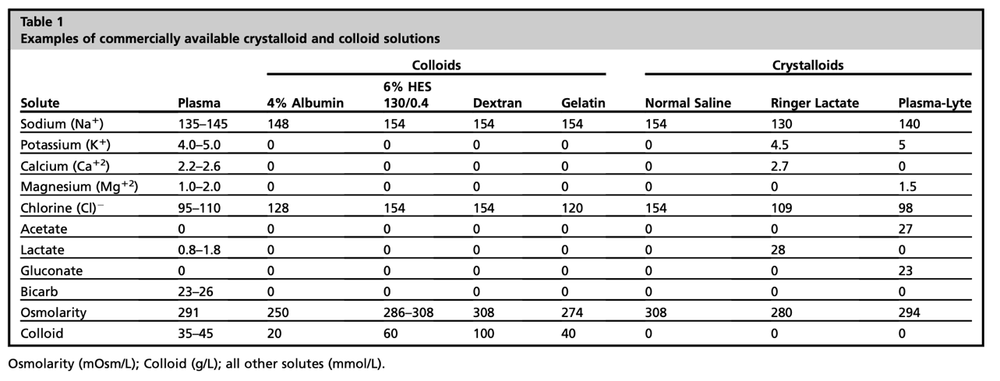 Table 1
Examples of commercially available crystalloid and colloid solutions
Colloids Crystalloids
6% HES
Solute Plasma 4% Albumin 130/0.4 Dextran Gelatin Normal Saline Ringer Lactate Plasma-Lyte
Sodium (Na+) 135–145 148 154 154 154 154 130 140
Potassium (K+) 4.0–5.0 0 0 0 0 0 4.5 5
Calcium (Ca+2) 2.2–2.6 0 0 0 0 0 2.7 0
Magnesium (Mg+2) 1.0–2.0 0 0 0 0 0 0 1.5
Chlorine (Cl)− 95–110 128 154 154 120 154 109 98
Acetate 0 0 0 0 0 0 0 27
Lactate 0.8–1.8 0 0 0 0 0 28 0
Gluconate 0 0 0 0 0 0 0 23
Bicarb 23–26 0 0 0 0 0 0 0
Osmolarity 291 250 286–308 308 274 308 280 294
Colloid 35–45 20 60 100 40 0 0 0
Osmolarity (mOsm/L); Colloid (g/L); all other solutes (mmol/L).